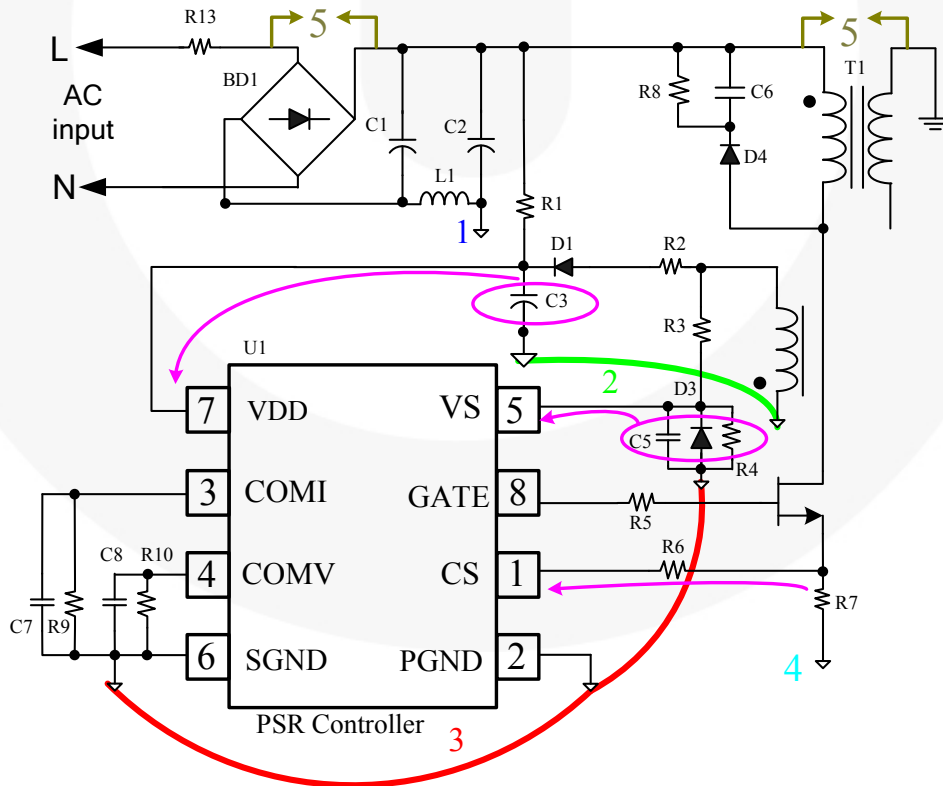 R13
5
5
L
BD1
T1
AC
input
R8
C6
C1
C2
D4
N
L1
R1
1
D1
R2
C3
R3
U1
2
D3
7
VDD
VS
5
C5
R4
3
COMI
GATE
8
R5
C8
R10
4
COMV
CS
1
R6
R7
C7
R9
6
SGND
PGND
2
4
PSR Controller
3